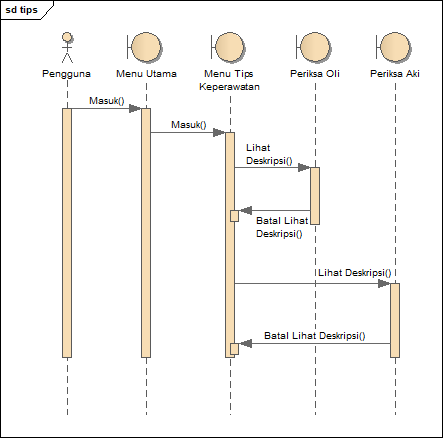 sd tips
Pengguna
Menu Utama
Menu Tips
Keperawatan
Periksa Oli
Periksa Aki
Masuk()
Masuk()
Lihat
Deskripsi()
Batal Lihat
Deskripsi()
Lihat Deskripsi()
Batal Lihat Deskripsi()